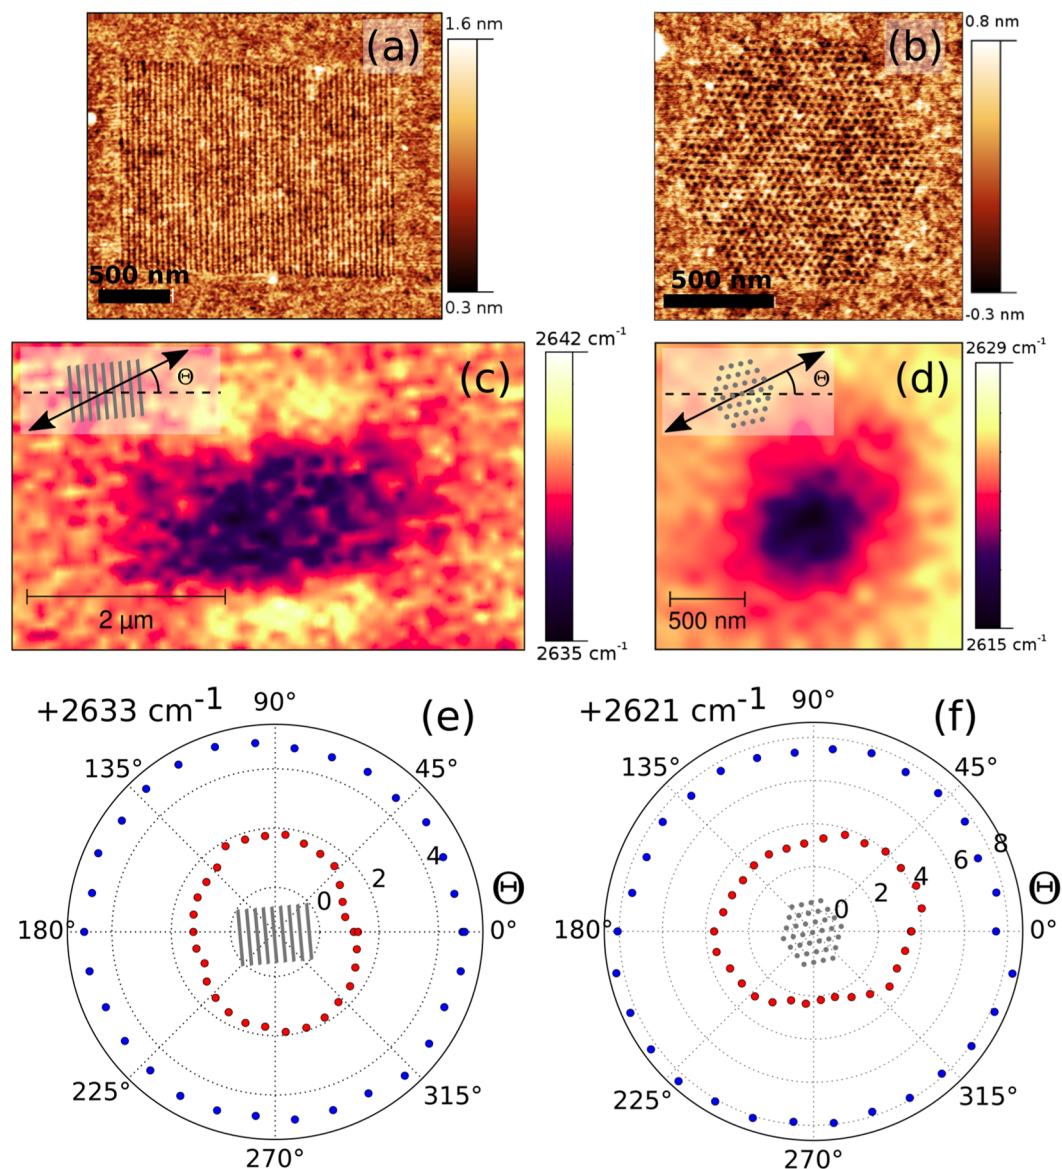 1.6 nm
(a)
500 nm
0.3 nm
0.8 nm
(b)
500 nm
-0.3 nm
2642 cm-1
(c)
Θ
2 µm
2635 cm-1
2629 cm-1
(d)
Θ
500 nm
2615 cm-1
+2633 cm-1
90°
(e)
135°
45°
4
2
0
Θ
180°
0°
225°
315°
270°
+2621 cm-1
90°
(f)
135°
45°
8
6
4
2
0
Θ
180°
0°
225°
315°
270°